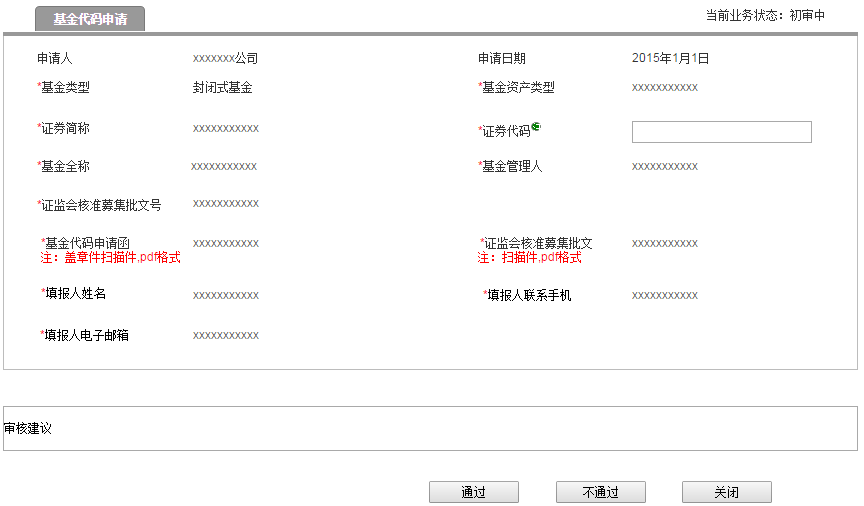 基金代码申请
当前业务状态：初审中
申请人 xxxxxxx公司 申请日期 2015年1月1日
*基金类型 封闭式基金 *基金资产类型 xxxxxxxxxxx
*证券简称 xxxxxxxxxxx *证券代码
*基金全称 xxxxxxxxxxx *基金管理人 xxxxxxxxxxx
*证监会核准募集批文号 xxxxxxxxxxx
*基金代码申请函 xxxxxxxxxxx *证监会核准募集批文 xxxxxxxxxxx
注：盖章件扫描件,pdf格式 注：扫描件,pdf格式
*填报人姓名 xxxxxxxxxxx *填报人联系手机 xxxxxxxxxxx
*填报人电子邮箱 xxxxxxxxxxx
审核建议
通过 不通过 关闭